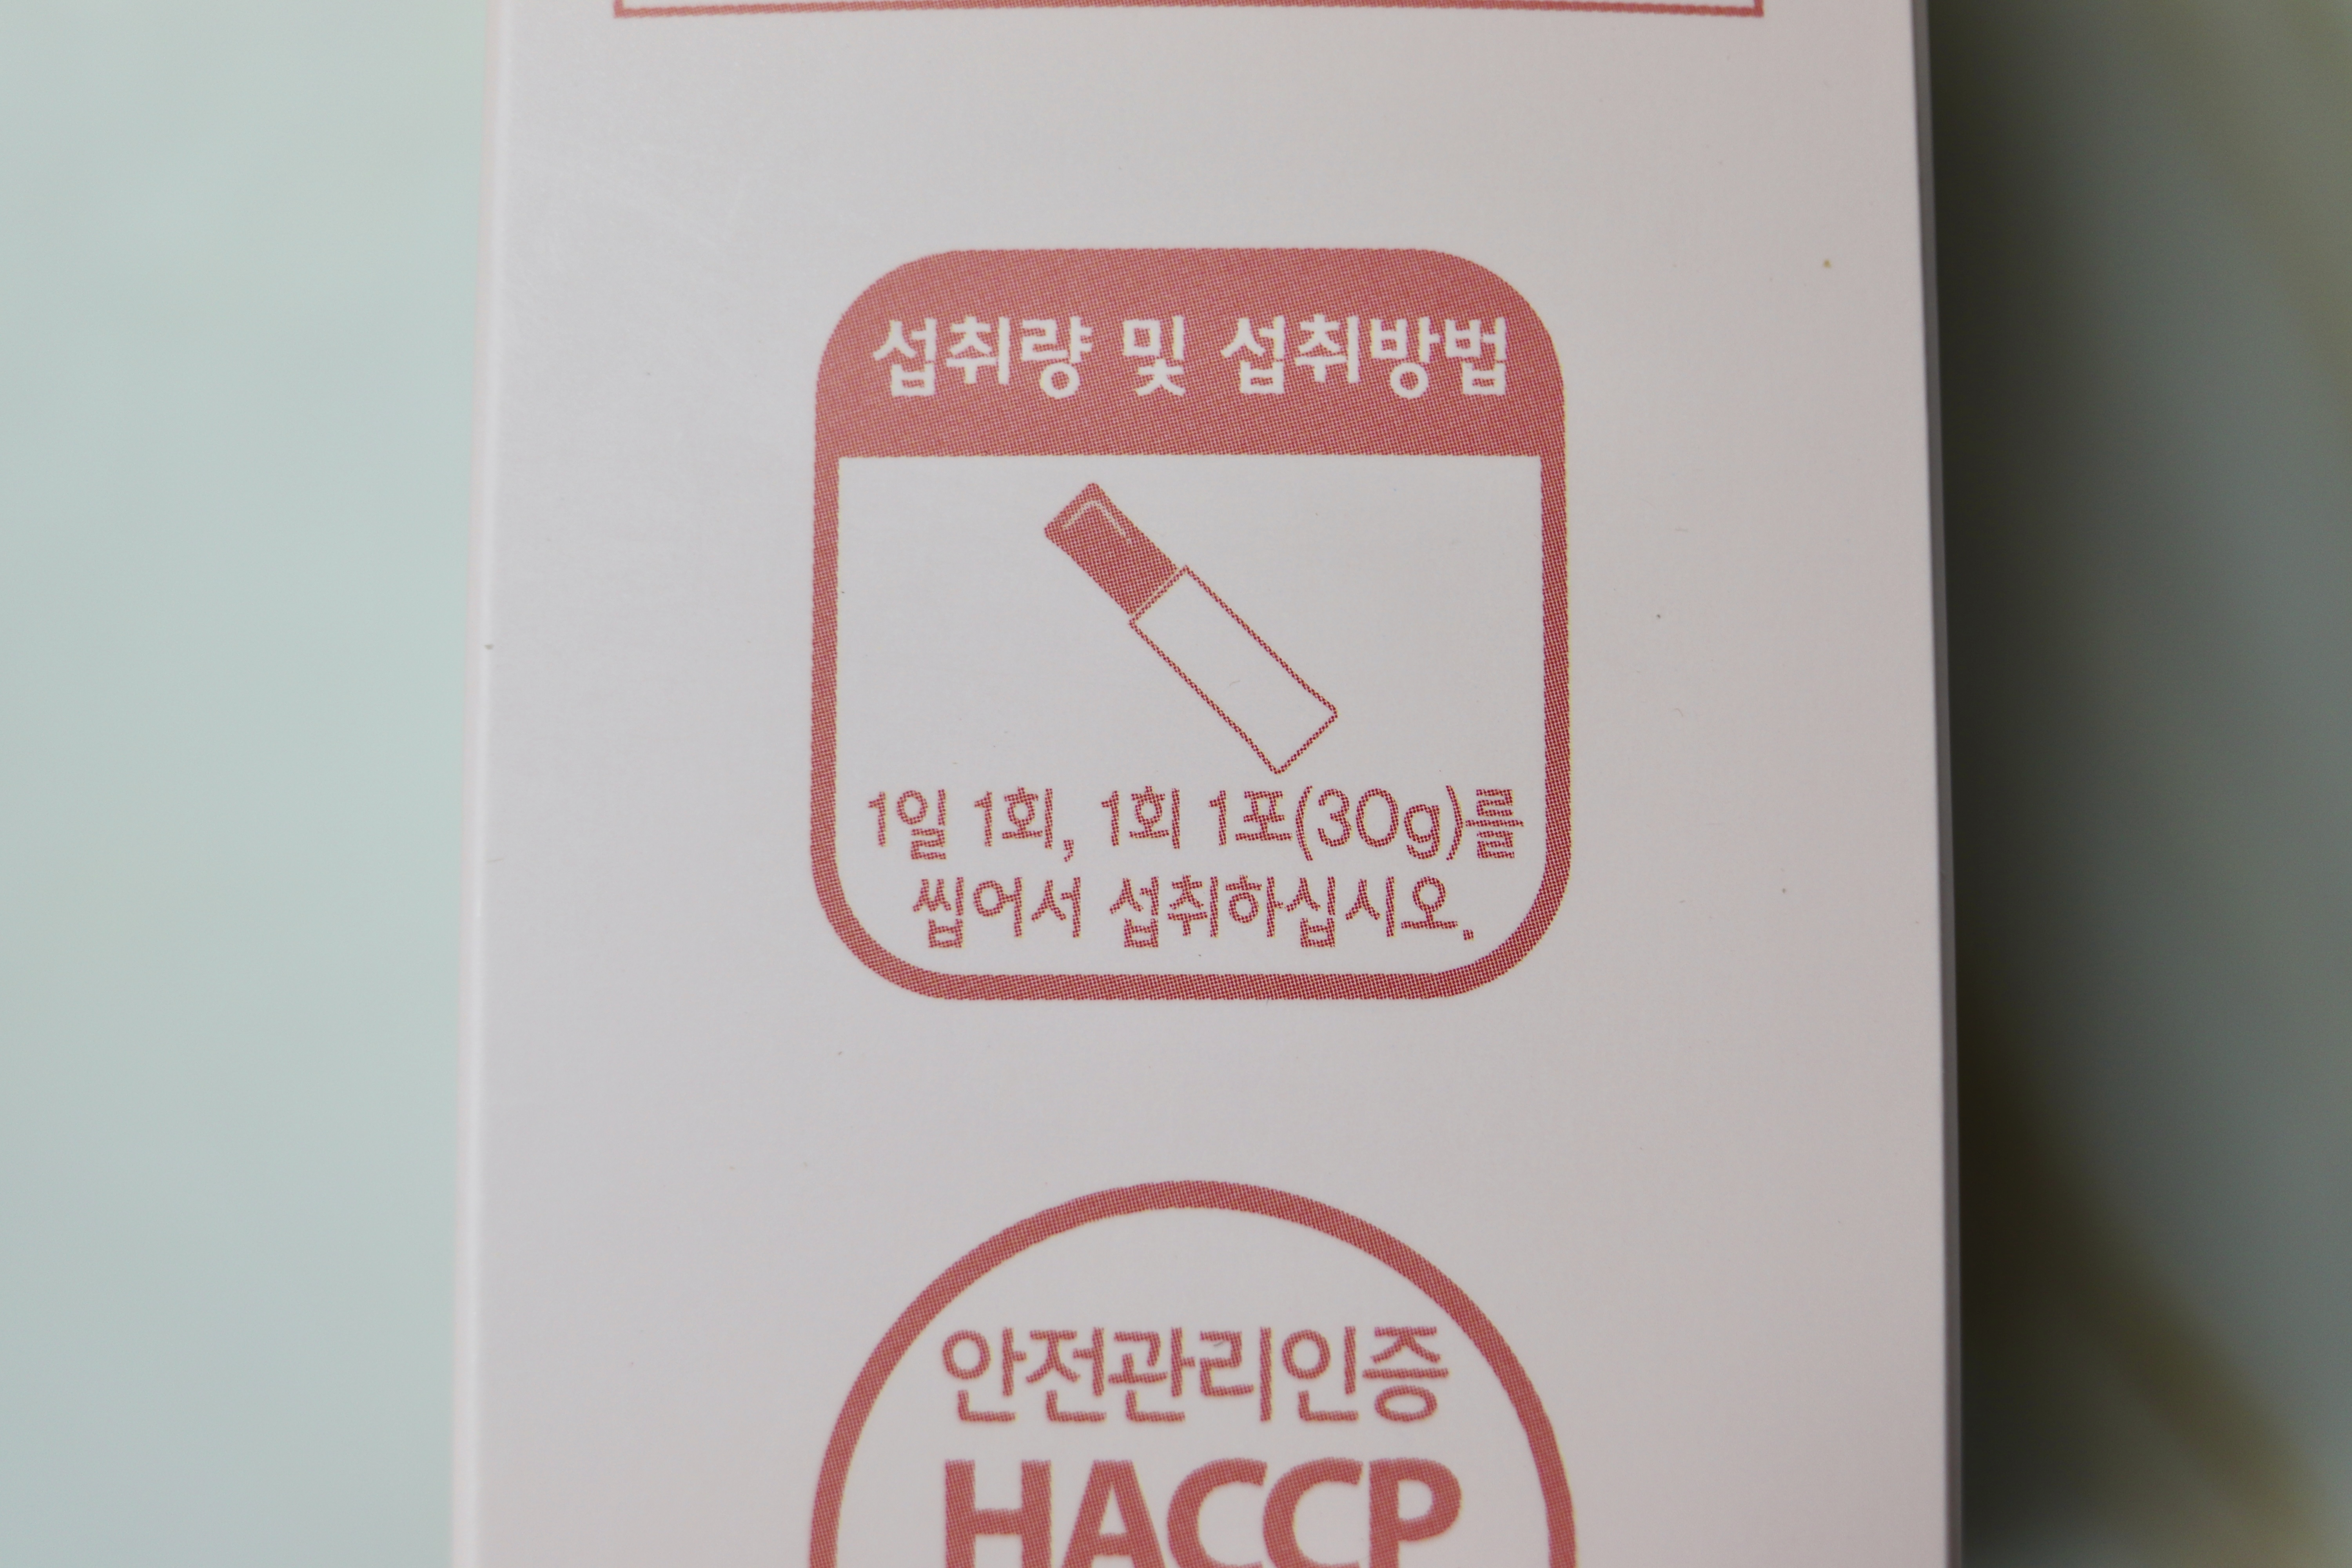 섭취량 및 섭취방법
1일 1회, 1회 1포(30g)를
씹어서 섭취하십시오.
안전관리인증
HACCP